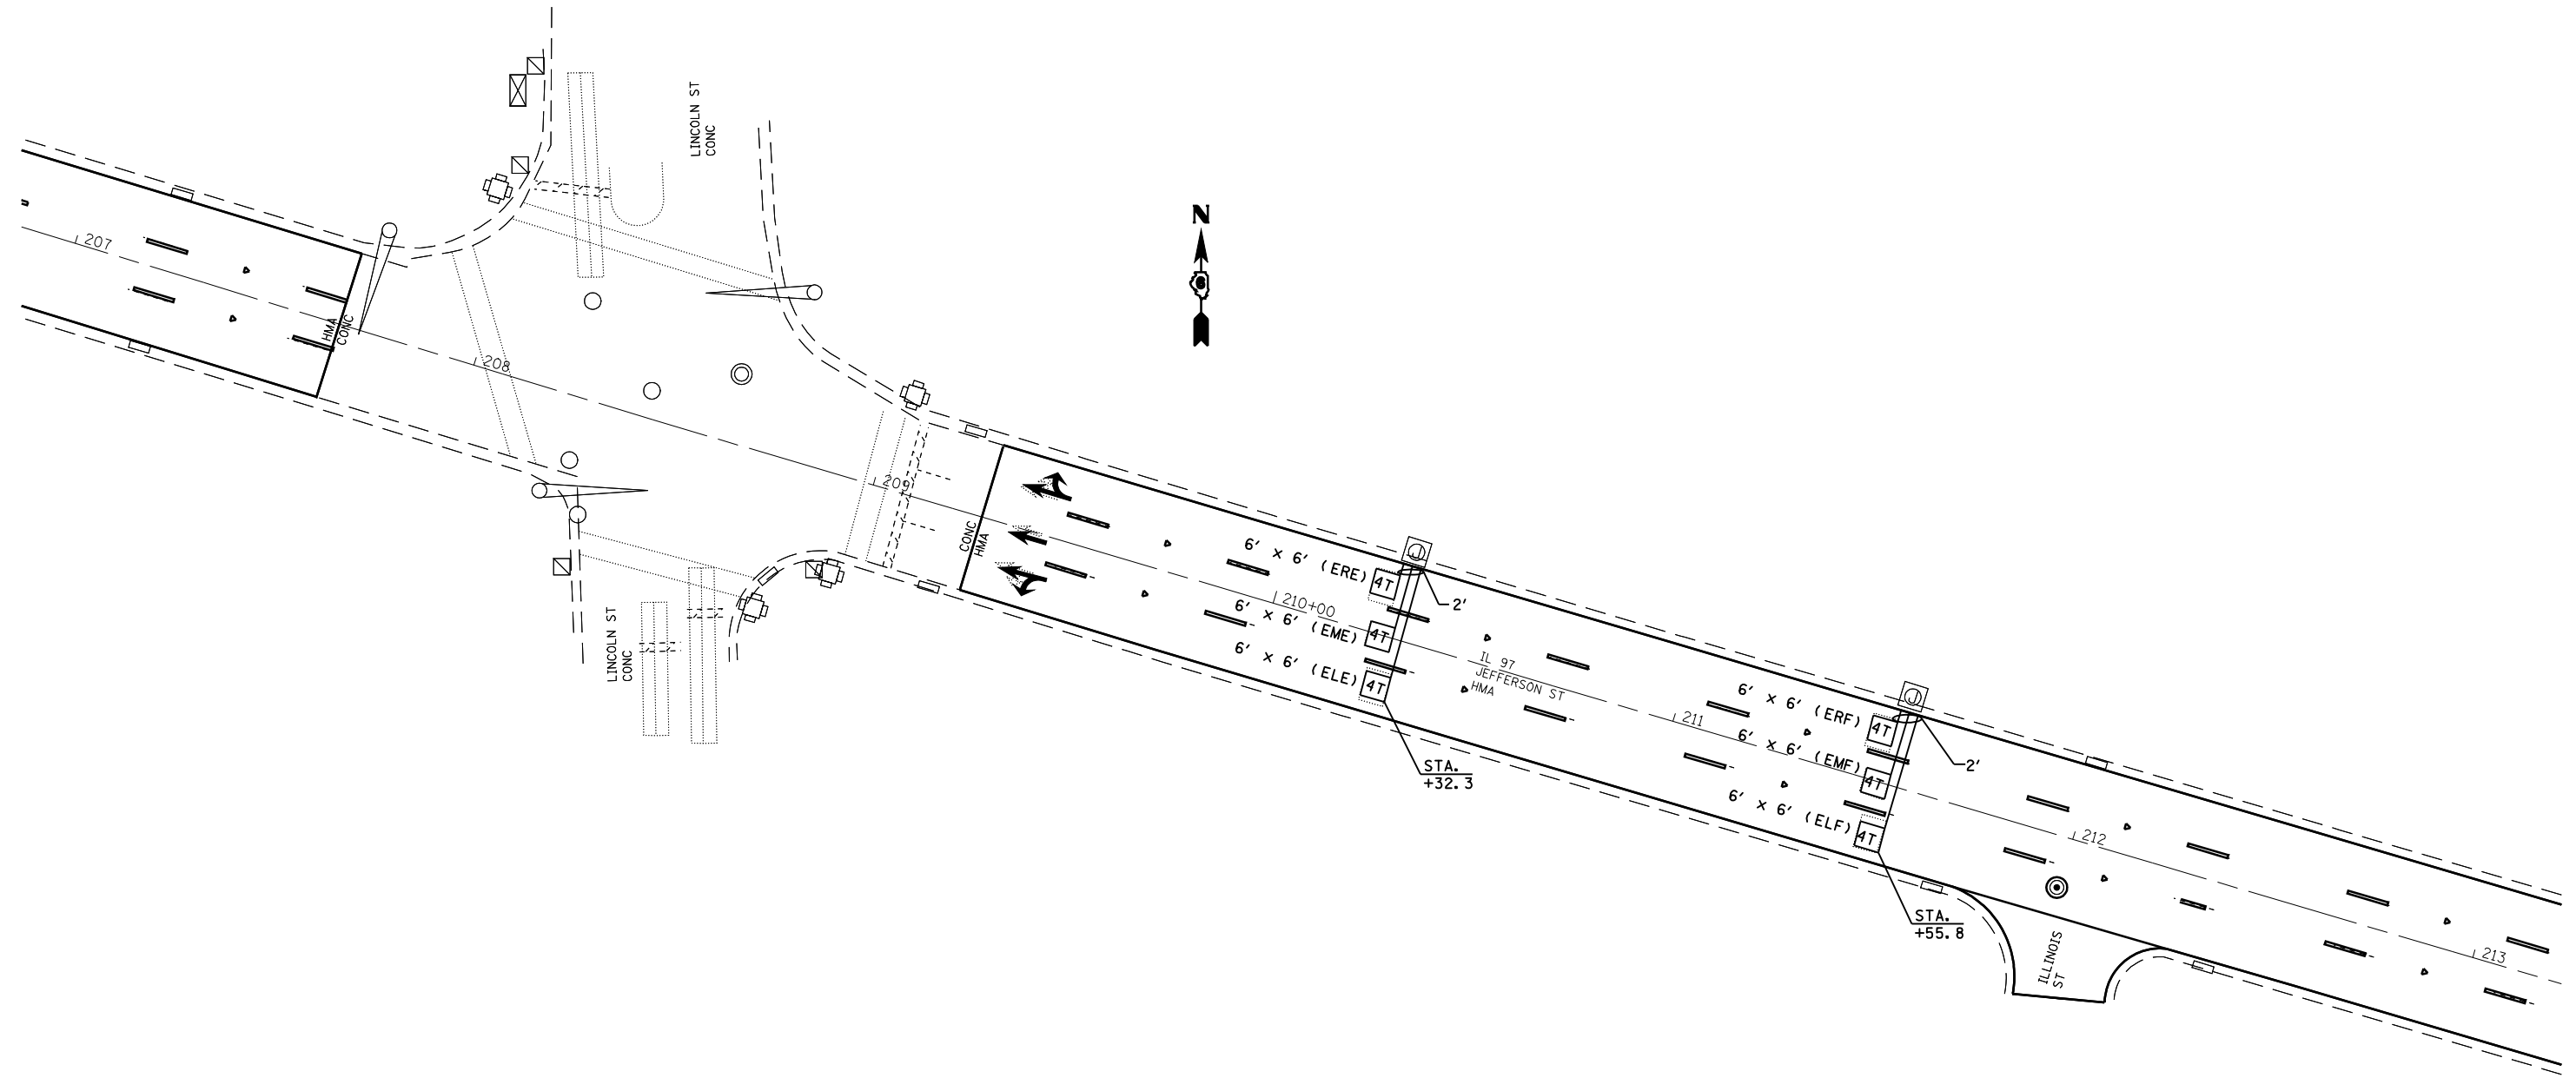 LINCOLN ST
CONC
N
6
207
HMA
CONC
208
209
CONC
HMA
6' x 6' (ERE)
4T
J
2'
210+00
6' x 6' (EME)
4T
6' x 6' (ELE)
4T
IL 97
JEFFERSON ST
HMA
STA.
+32.3
LINCOLN ST
CONC
211
6' x 6' (ERF)
4T
J
2'
6' x 6' (EMF)
4T
6' x 6' (ELF)
4T
STA.
+55.8
212
ILLINOIS
ST
213